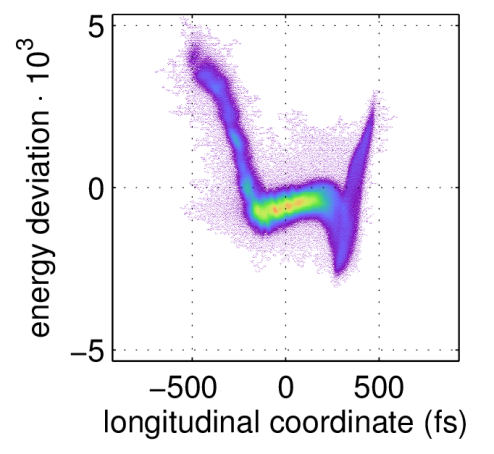 energy deviation · 10³
5
0
−5
−500 0 500
longitudinal coordinate (fs)